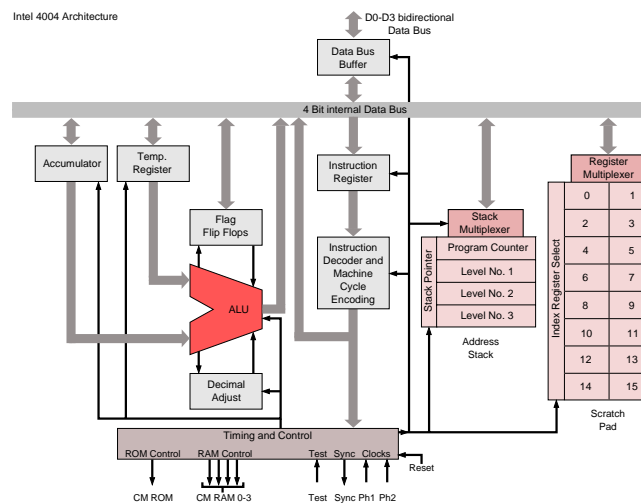 Intel 4004 Architecture
D0-D3 bidirectional
Data Bus
Data Bus
Buffer
4 Bit internal Data Bus
Accumulator
Temp.
Register
Instruction
Register
Register
Multiplexer
Flag
Flip Flops
Stack
Multiplexer
Index Register Select
0 1
2 3
4 5
6 7
8 9
10 11
12 13
14 15
Instruction
Decoder and
Machine
Cycle
Encoding
Stack Pointer
Program Counter
Level No. 1
Level No. 2
Level No. 3
ALU
Address
Stack
Decimal
Adjust
Scratch
Pad
Timing and Control
ROM Control RAM Control Test Sync Clocks
Reset
CM ROM CM RAM 0-3 Test Sync Ph1 Ph2